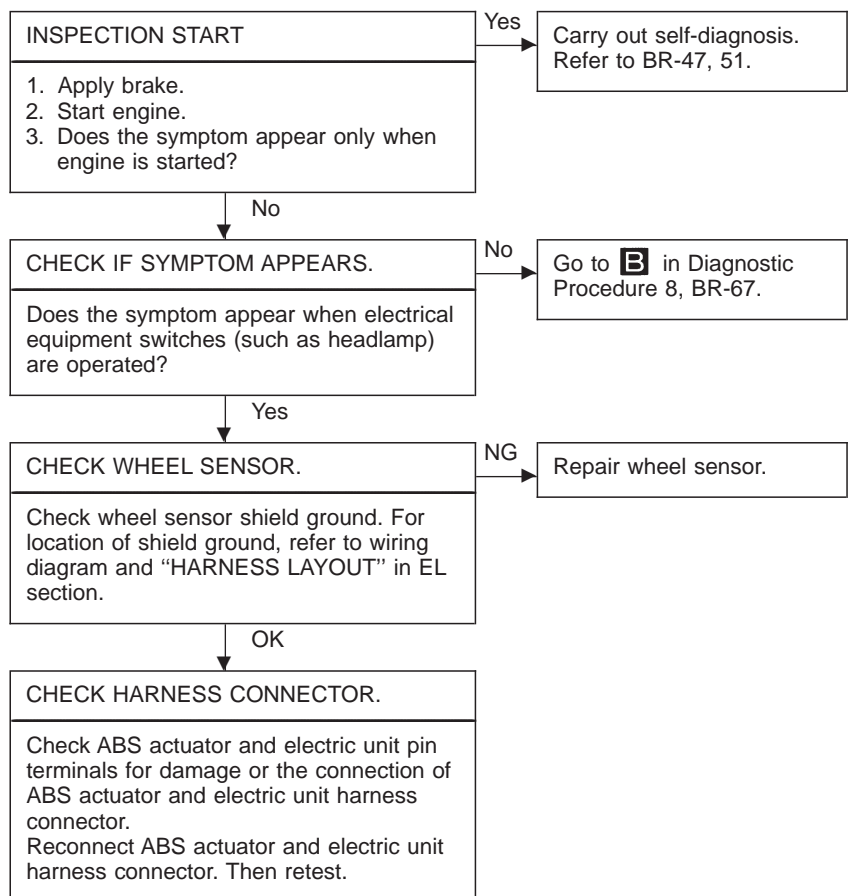 INSPECTION START
1. Apply brake.
2. Start engine.
3. Does the symptom appear only when
engine is started?
Yes
Carry out self-diagnosis.
Refer to BR-47, 51.
No
CHECK IF SYMPTOM APPEARS.
Does the symptom appear when electrical
equipment switches (such as headlamp)
are operated?
No
Go to B in Diagnostic
Procedure 8, BR-67.
Yes
CHECK WHEEL SENSOR.
Check wheel sensor shield ground. For
location of shield ground, refer to wiring
diagram and ‘‘HARNESS LAYOUT’’ in EL
section.
NG
Repair wheel sensor.
OK
CHECK HARNESS CONNECTOR.
Check ABS actuator and electric unit pin
terminals for damage or the connection of
ABS actuator and electric unit harness
connector.
Reconnect ABS actuator and electric unit
harness connector. Then retest.